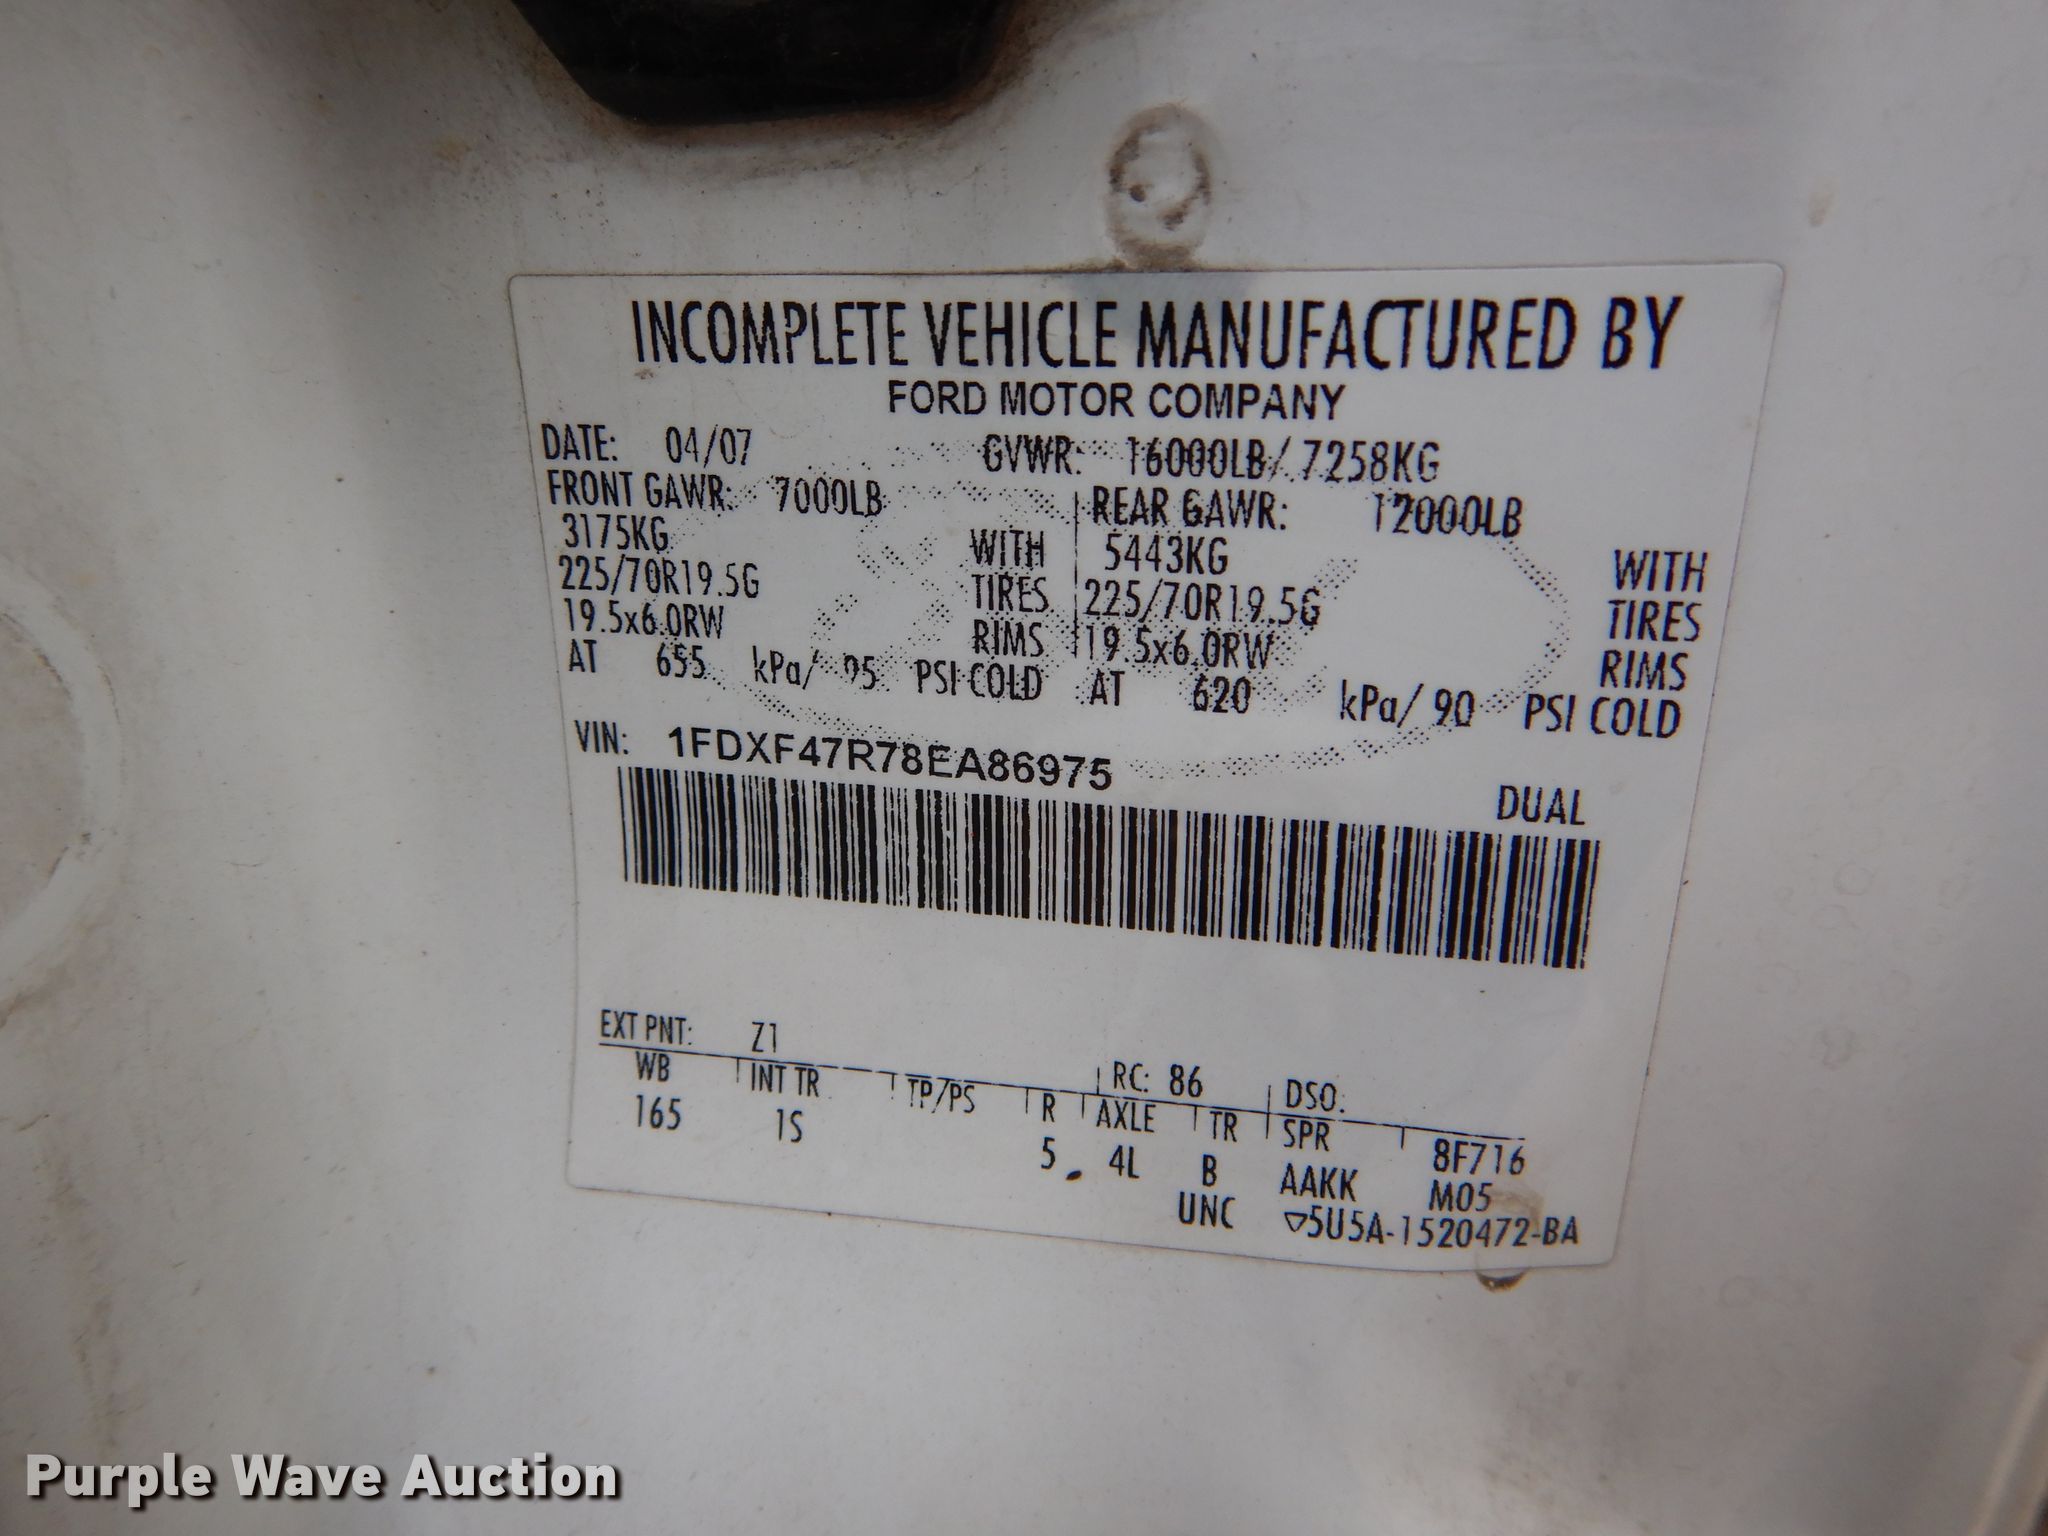 INCOMPLETE VEHICLE MANUFACTURED BY
FORD MOTOR COMPANY
DATE: 04/07 GVWR: 16000LB/ 7258KG
FRONT GAWR: 7000LB REAR GAWR: 12000LB
3175KG WITH 5443KG WITH
225/70R19.5G TIRES 225/70R19.5G TIRES
19.5x6.0RW RIMS 19.5x6.0RW RIMS
AT 655 kPa/ 95 PSI COLD AT 620 kPa/ 90 PSI COLD
VIN: 1FDXF47R78EA86975
DUAL
EXT PNT: Z1 RC: 86 DSO:
WB INT TR TP/PS R AXLE TR SPR 8F716
165 1S 5 4L B AAKK M05
UNC ▽5U5A-1520472-BA
Purple Wave Auction